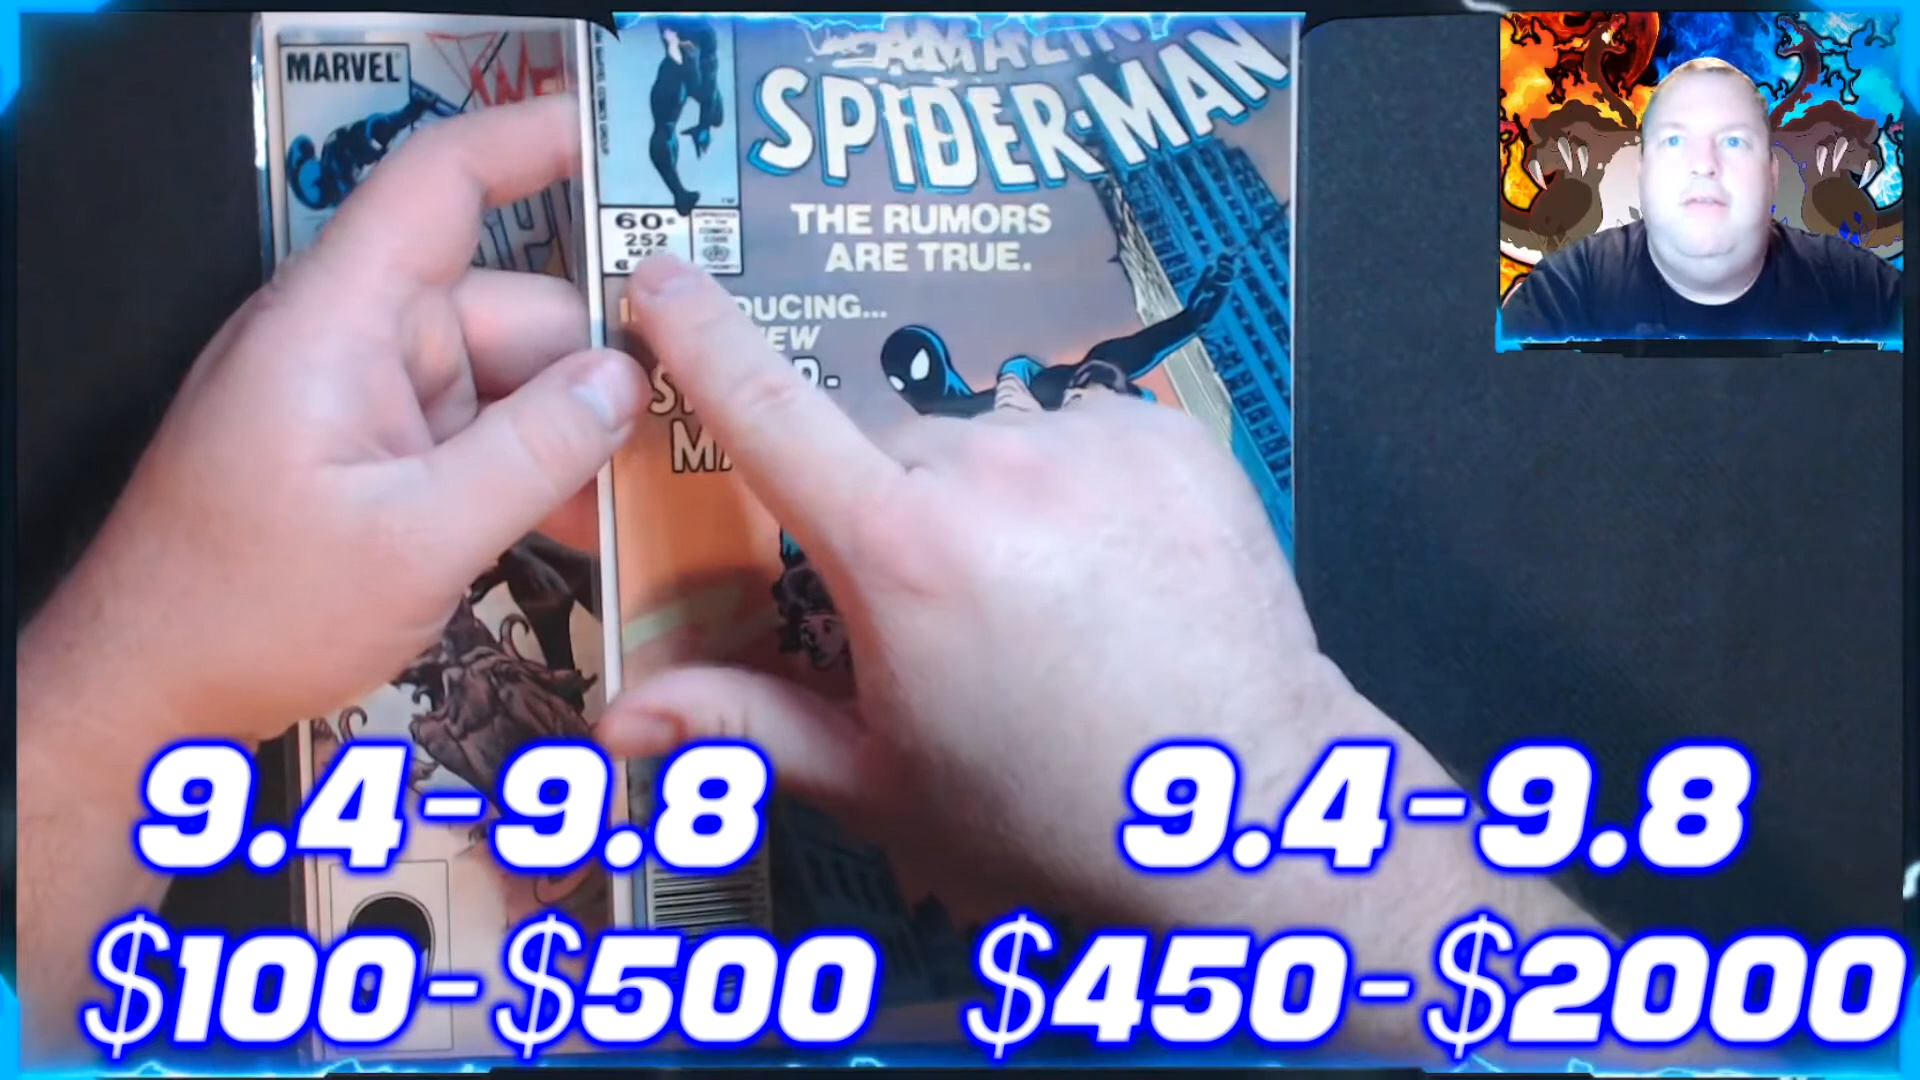 MARVEL
AMAZING
SPIDER-MAN
60¢
252
THE RUMORS
ARE TRUE.
9.4-9.8
$100-$500
9.4-9.8
$450-$2000